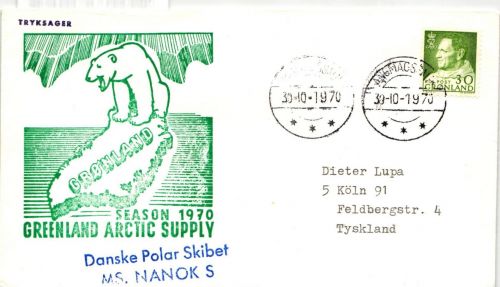 TRYKSAGER
GRØNLAND
SEASON 1970
GREENLAND ARCTIC SUPPLY
Danske Polar Skibet
MS. NANOK S
30-10-1970
30-10-1970
30
GRØNLAND
Dieter Lupa
5 Köln 91
Feldbergstr. 4
Tyskland